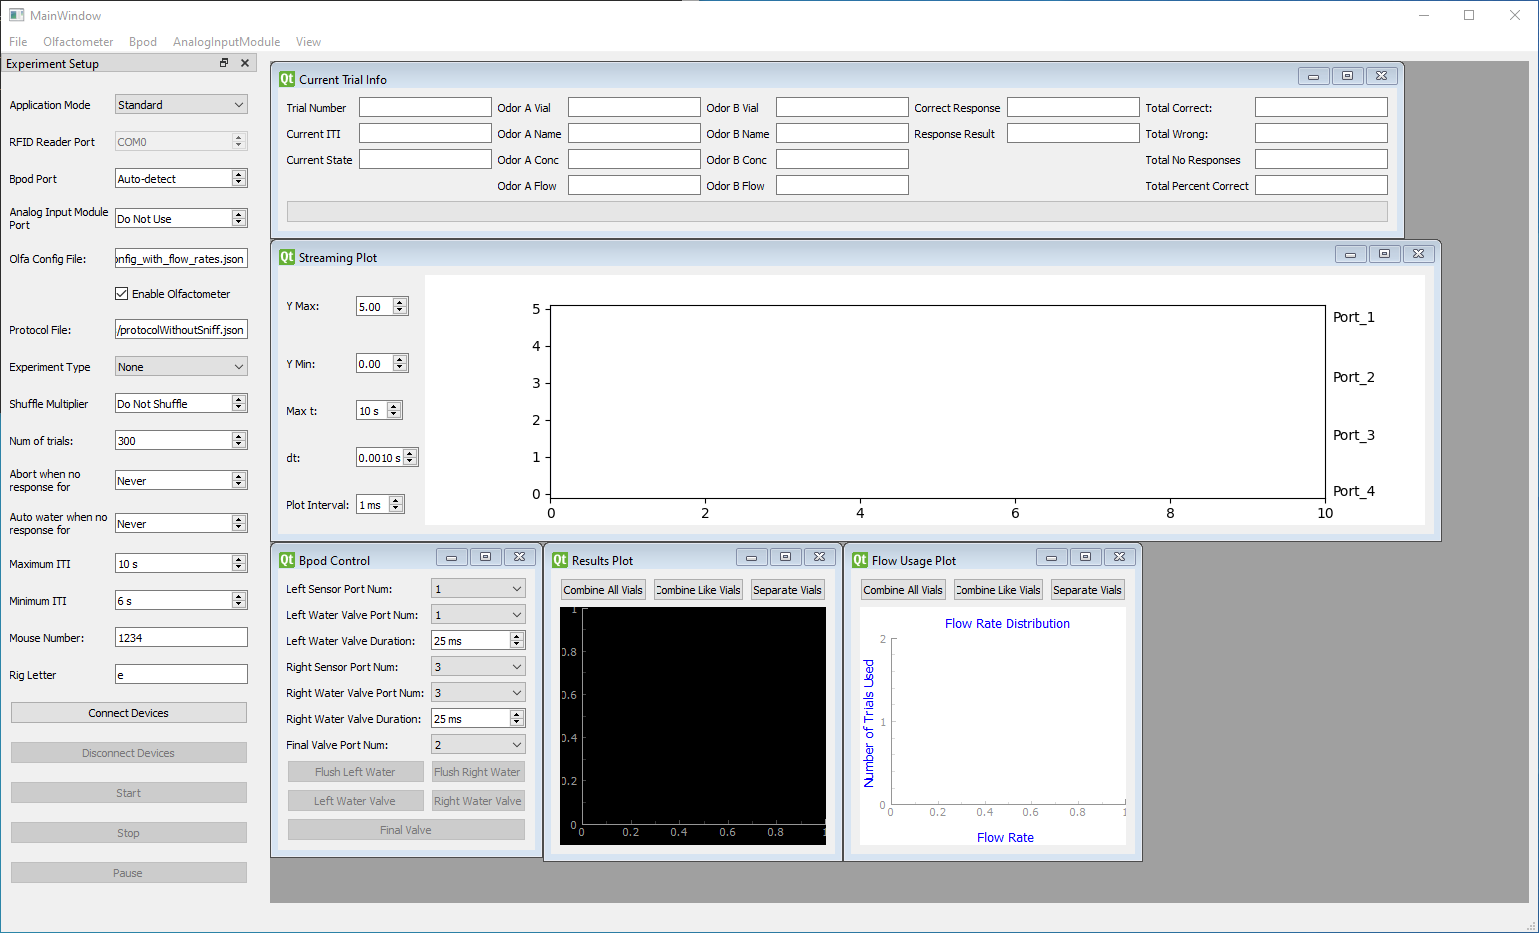 MainWindow
File Olfactometer Bpod AnalogInputModule View
Experiment Setup
Application Mode Standard
RFID Reader Port COM0
Bpod Port Auto-detect
Analog Input Module Port Do Not Use
Olfa Config File: onfig_with_flow_rates.json
Enable Olfactometer
Protocol File: /protocolWithoutSniff.json
Experiment Type None
Shuffle Multiplier Do Not Shuffle
Num of trials: 300
Abort when no response for Never
Auto water when no response for Never
Maximum ITI 10 s
Minimum ITI 6 s
Mouse Number: 1234
Rig Letter e
Connect Devices
Disconnect Devices
Start
Stop
Pause
Qt Current Trial Info
Trial Number Odor A Vial Odor B Vial Correct Response Total Correct:
Current ITI Odor A Name Odor B Name Response Result Total Wrong:
Current State Odor A Conc Odor B Conc Total No Responses
Odor A Flow Odor B Flow Total Percent Correct
Qt Streaming Plot
Y Max: 5.00
Y Min: 0.00
Max t: 10 s
dt: 0.0010 s
Plot Interval: 1 ms
5
4
3
2
1
0
0 2 4 6 8 10
Port_1
Port_2
Port_3
Port_4
Qt Bpod Control
Left Sensor Port Num: 1
Left Water Valve Port Num: 1
Left Water Valve Duration: 25 ms
Right Sensor Port Num: 3
Right Water Valve Port Num: 3
Right Water Valve Duration: 25 ms
Final Valve Port Num: 2
Flush Left Water Flush Right Water
Left Water Valve Right Water Valve
Final Valve
Qt Results Plot
Combine All Vials Combine Like Vials Separate Vials
1
0.8
0.6
0.4
0.2
0
0 0.2 0.4 0.6 0.8 1
Qt Flow Usage Plot
Combine All Vials Combine Like Vials Separate Vials
Flow Rate Distribution
Number of Trials Used
2
1
0
0 0.2 0.4 0.6 0.8 1
Flow Rate